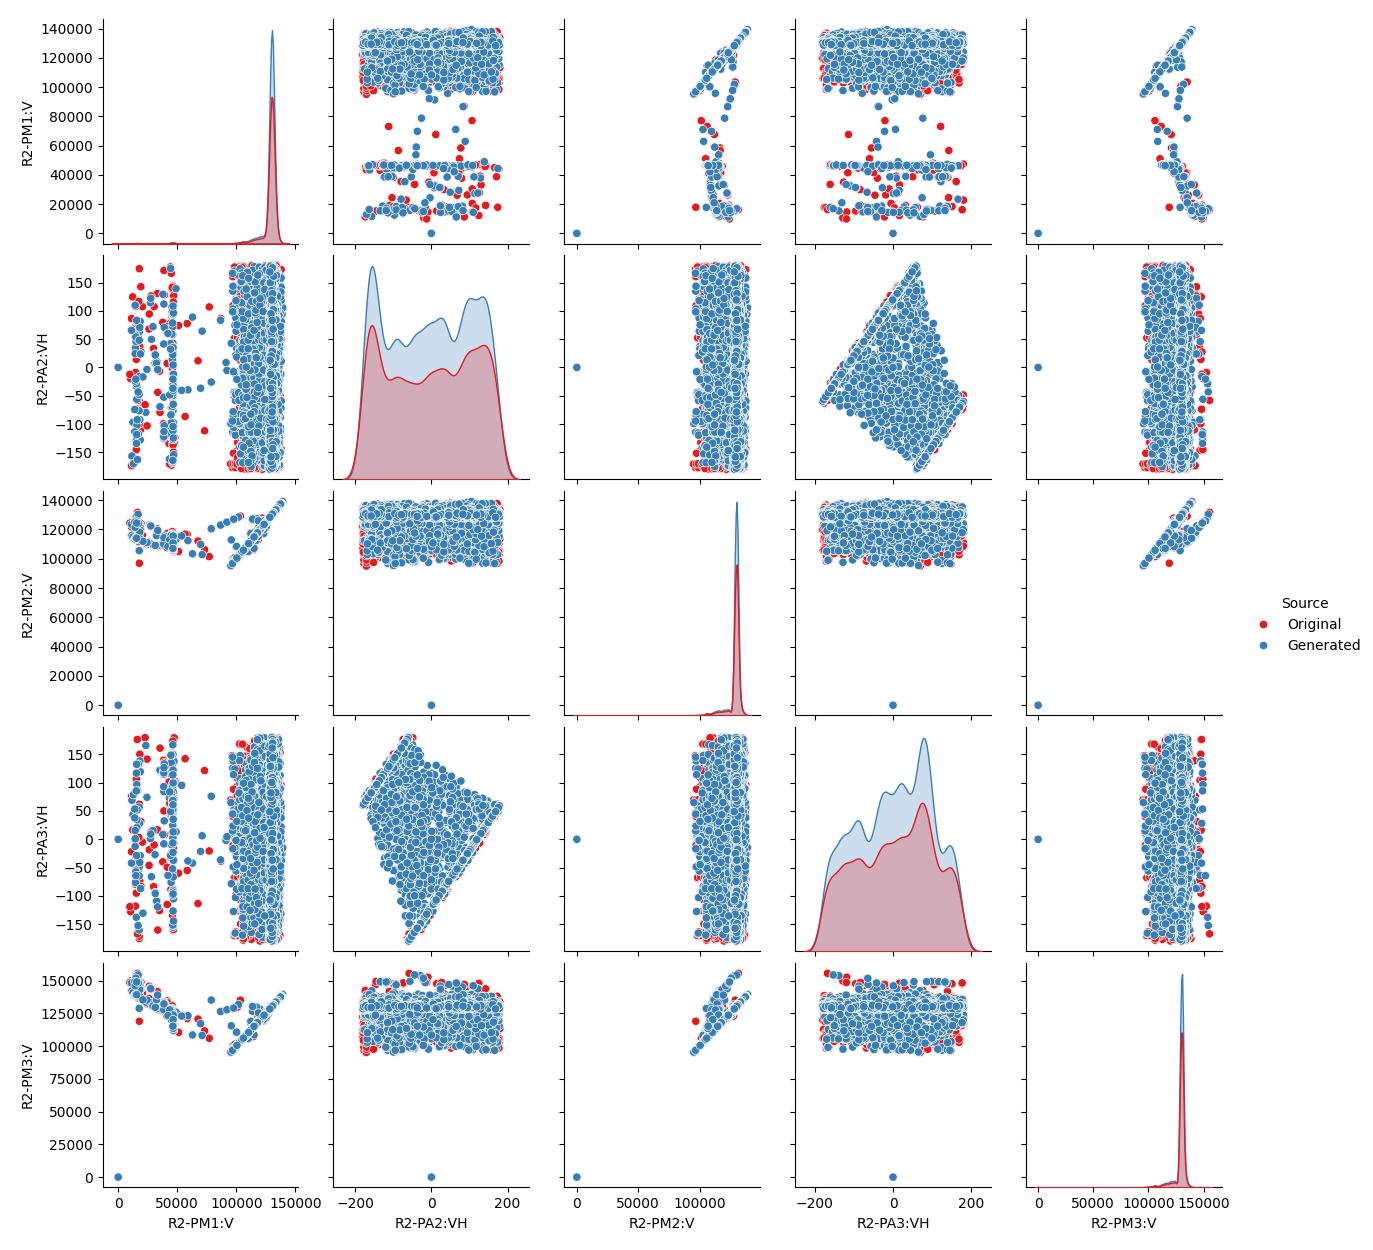 140000
120000
100000
80000
60000
40000
20000
0
R2-PM1:V
150
100
50
0
−50
−100
−150
R2-PA2:VH
140000
120000
100000
80000
60000
40000
20000
0
R2-PM2:V
Source
Original
Generated
150
100
50
0
−50
−100
−150
R2-PA3:VH
150000
125000
100000
75000
50000
25000
0
R2-PM3:V
0 50000 100000 150000
−200 0 200
0 50000 100000
−200 0 200
0 50000 100000 150000
R2-PM1:V R2-PA2:VH R2-PM2:V R2-PA3:VH R2-PM3:V